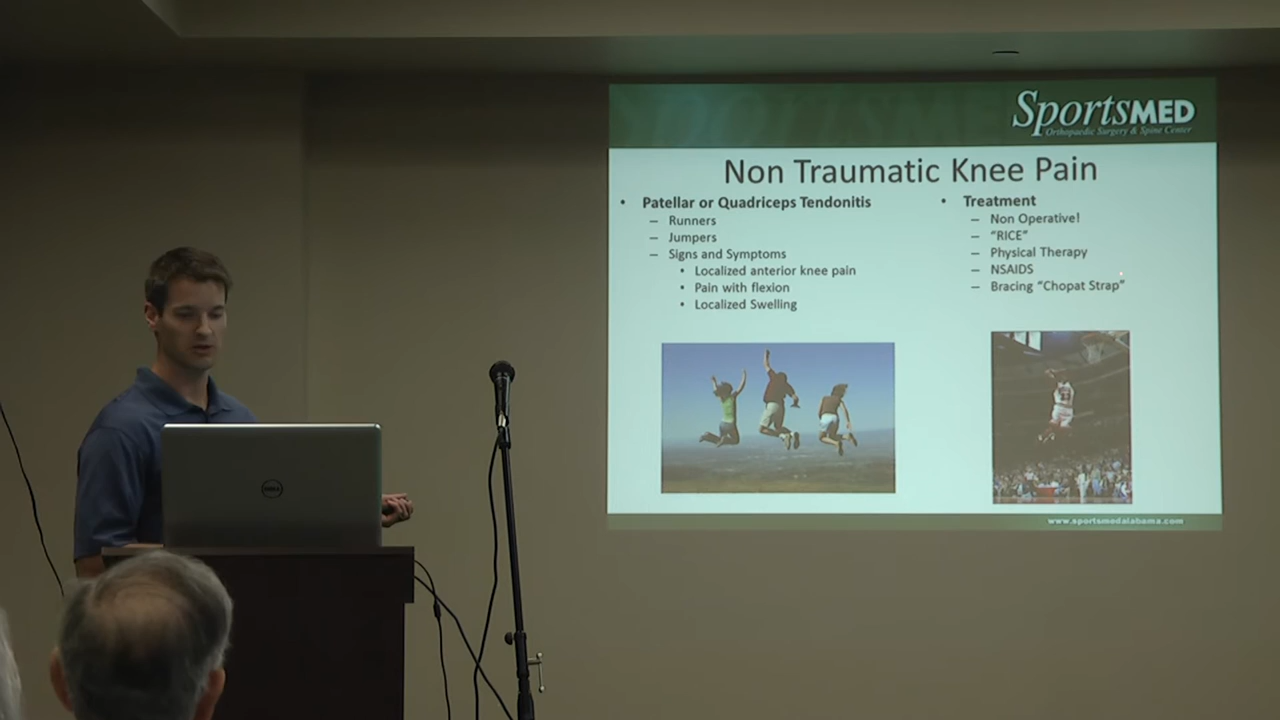 SportsMED
Orthopaedic Surgery & Spine Center
Non Traumatic Knee Pain
• Patellar or Quadriceps Tendonitis
– Runners
– Jumpers
– Signs and Symptoms
• Localized anterior knee pain
• Pain with flexion
• Localized Swelling
• Treatment
– Non Operative!
– “RICE”
– Physical Therapy
– NSAIDS
– Bracing “Chopat Strap”
23
www.sportsmedalabama.com
DELL